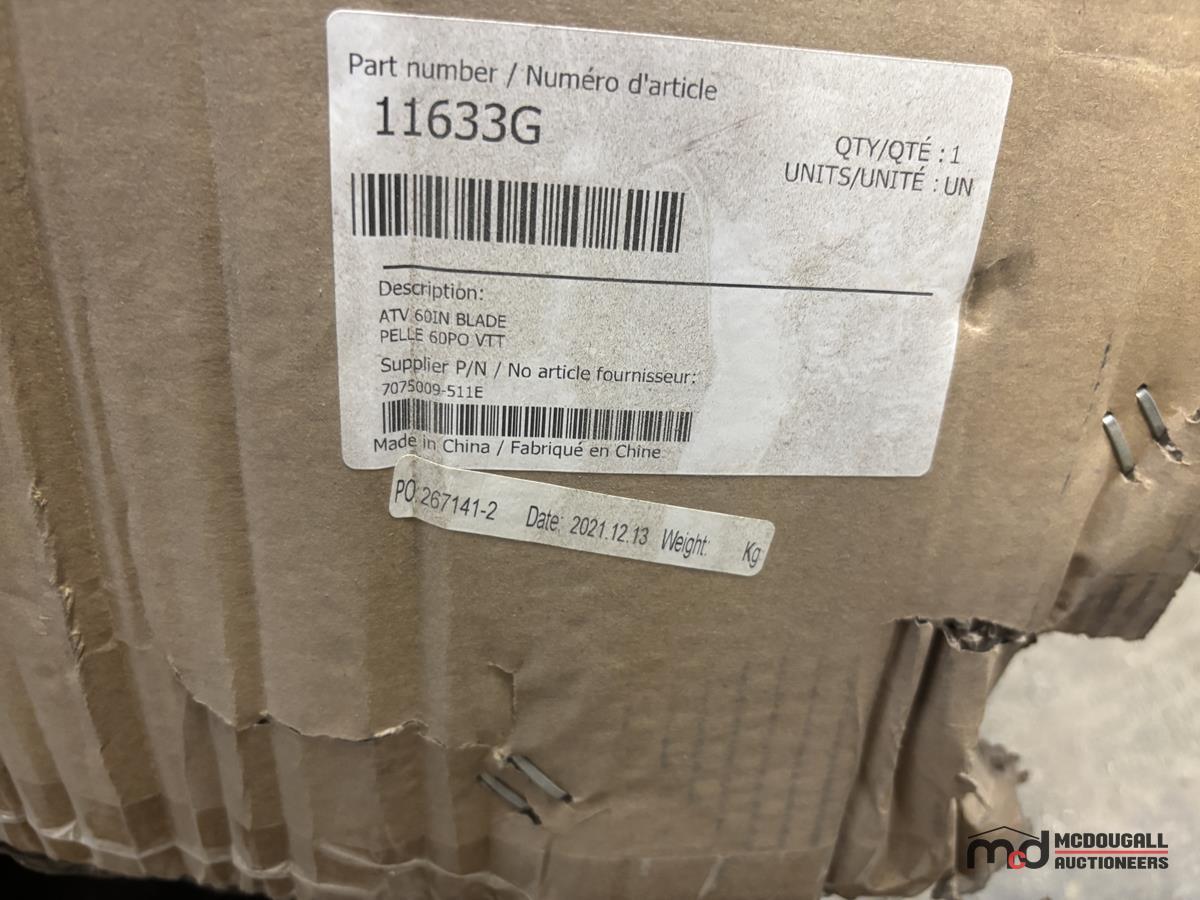 Part number / Numéro d'article
11633G
QTY/QTÉ : 1
UNITS/UNITÉ : UN
Description:
ATV 60IN BLADE
PELLE 60PO VTT
Supplier P/N / No article fournisseur:
7075009-511E
Made in China / Fabriqué en Chine
PO: 267141-2 Date: 2021.12.13 Weight: Kg
mcd MCDOUGALL
AUCTIONEERS